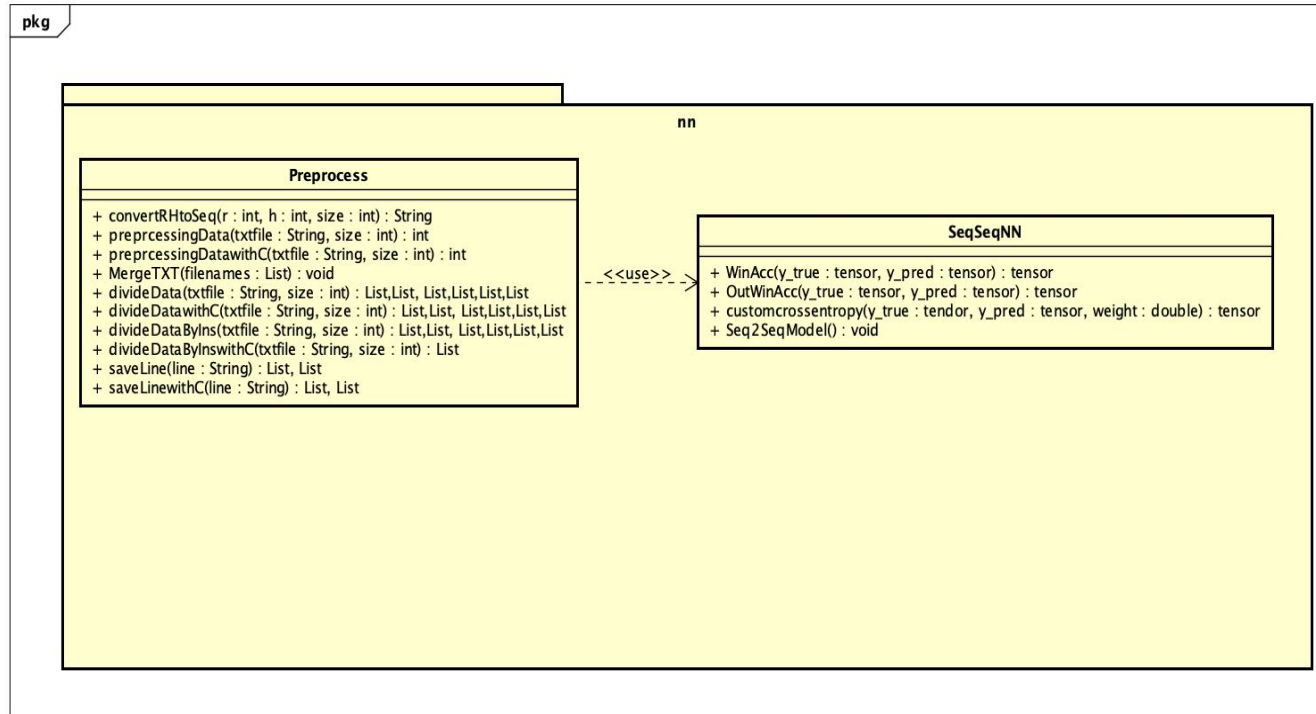 pkg
nn
Preprocess
+ convertRHtoSeq(r : int, h : int, size : int) : String
+ preprcessingData(txtfile : String, size : int) : int
+ preprcessingDatawithC(txtfile : String, size : int) : int
+ MergeTXT(filenames : List) : void
+ divideData(txtfile : String, size : int) : List,List, List,List,List,List
+ divideDatawithC(txtfile : String, size : int) : List,List, List,List,List,List
+ divideDataByIns(txtfile : String, size : int) : List,List, List,List,List,List
+ divideDataByInswithC(txtfile : String, size : int) : List
+ saveLine(line : String) : List, List
+ saveLinewithC(line : String) : List, List
<<use>>
SeqSeqNN
+ WinAcc(y_true : tensor, y_pred : tensor) : tensor
+ OutWinAcc(y_true : tensor, y_pred : tensor) : tensor
+ customcrossentropy(y_true : tendor, y_pred : tensor, weight : double) : tensor
+ Seq2SeqModel() : void